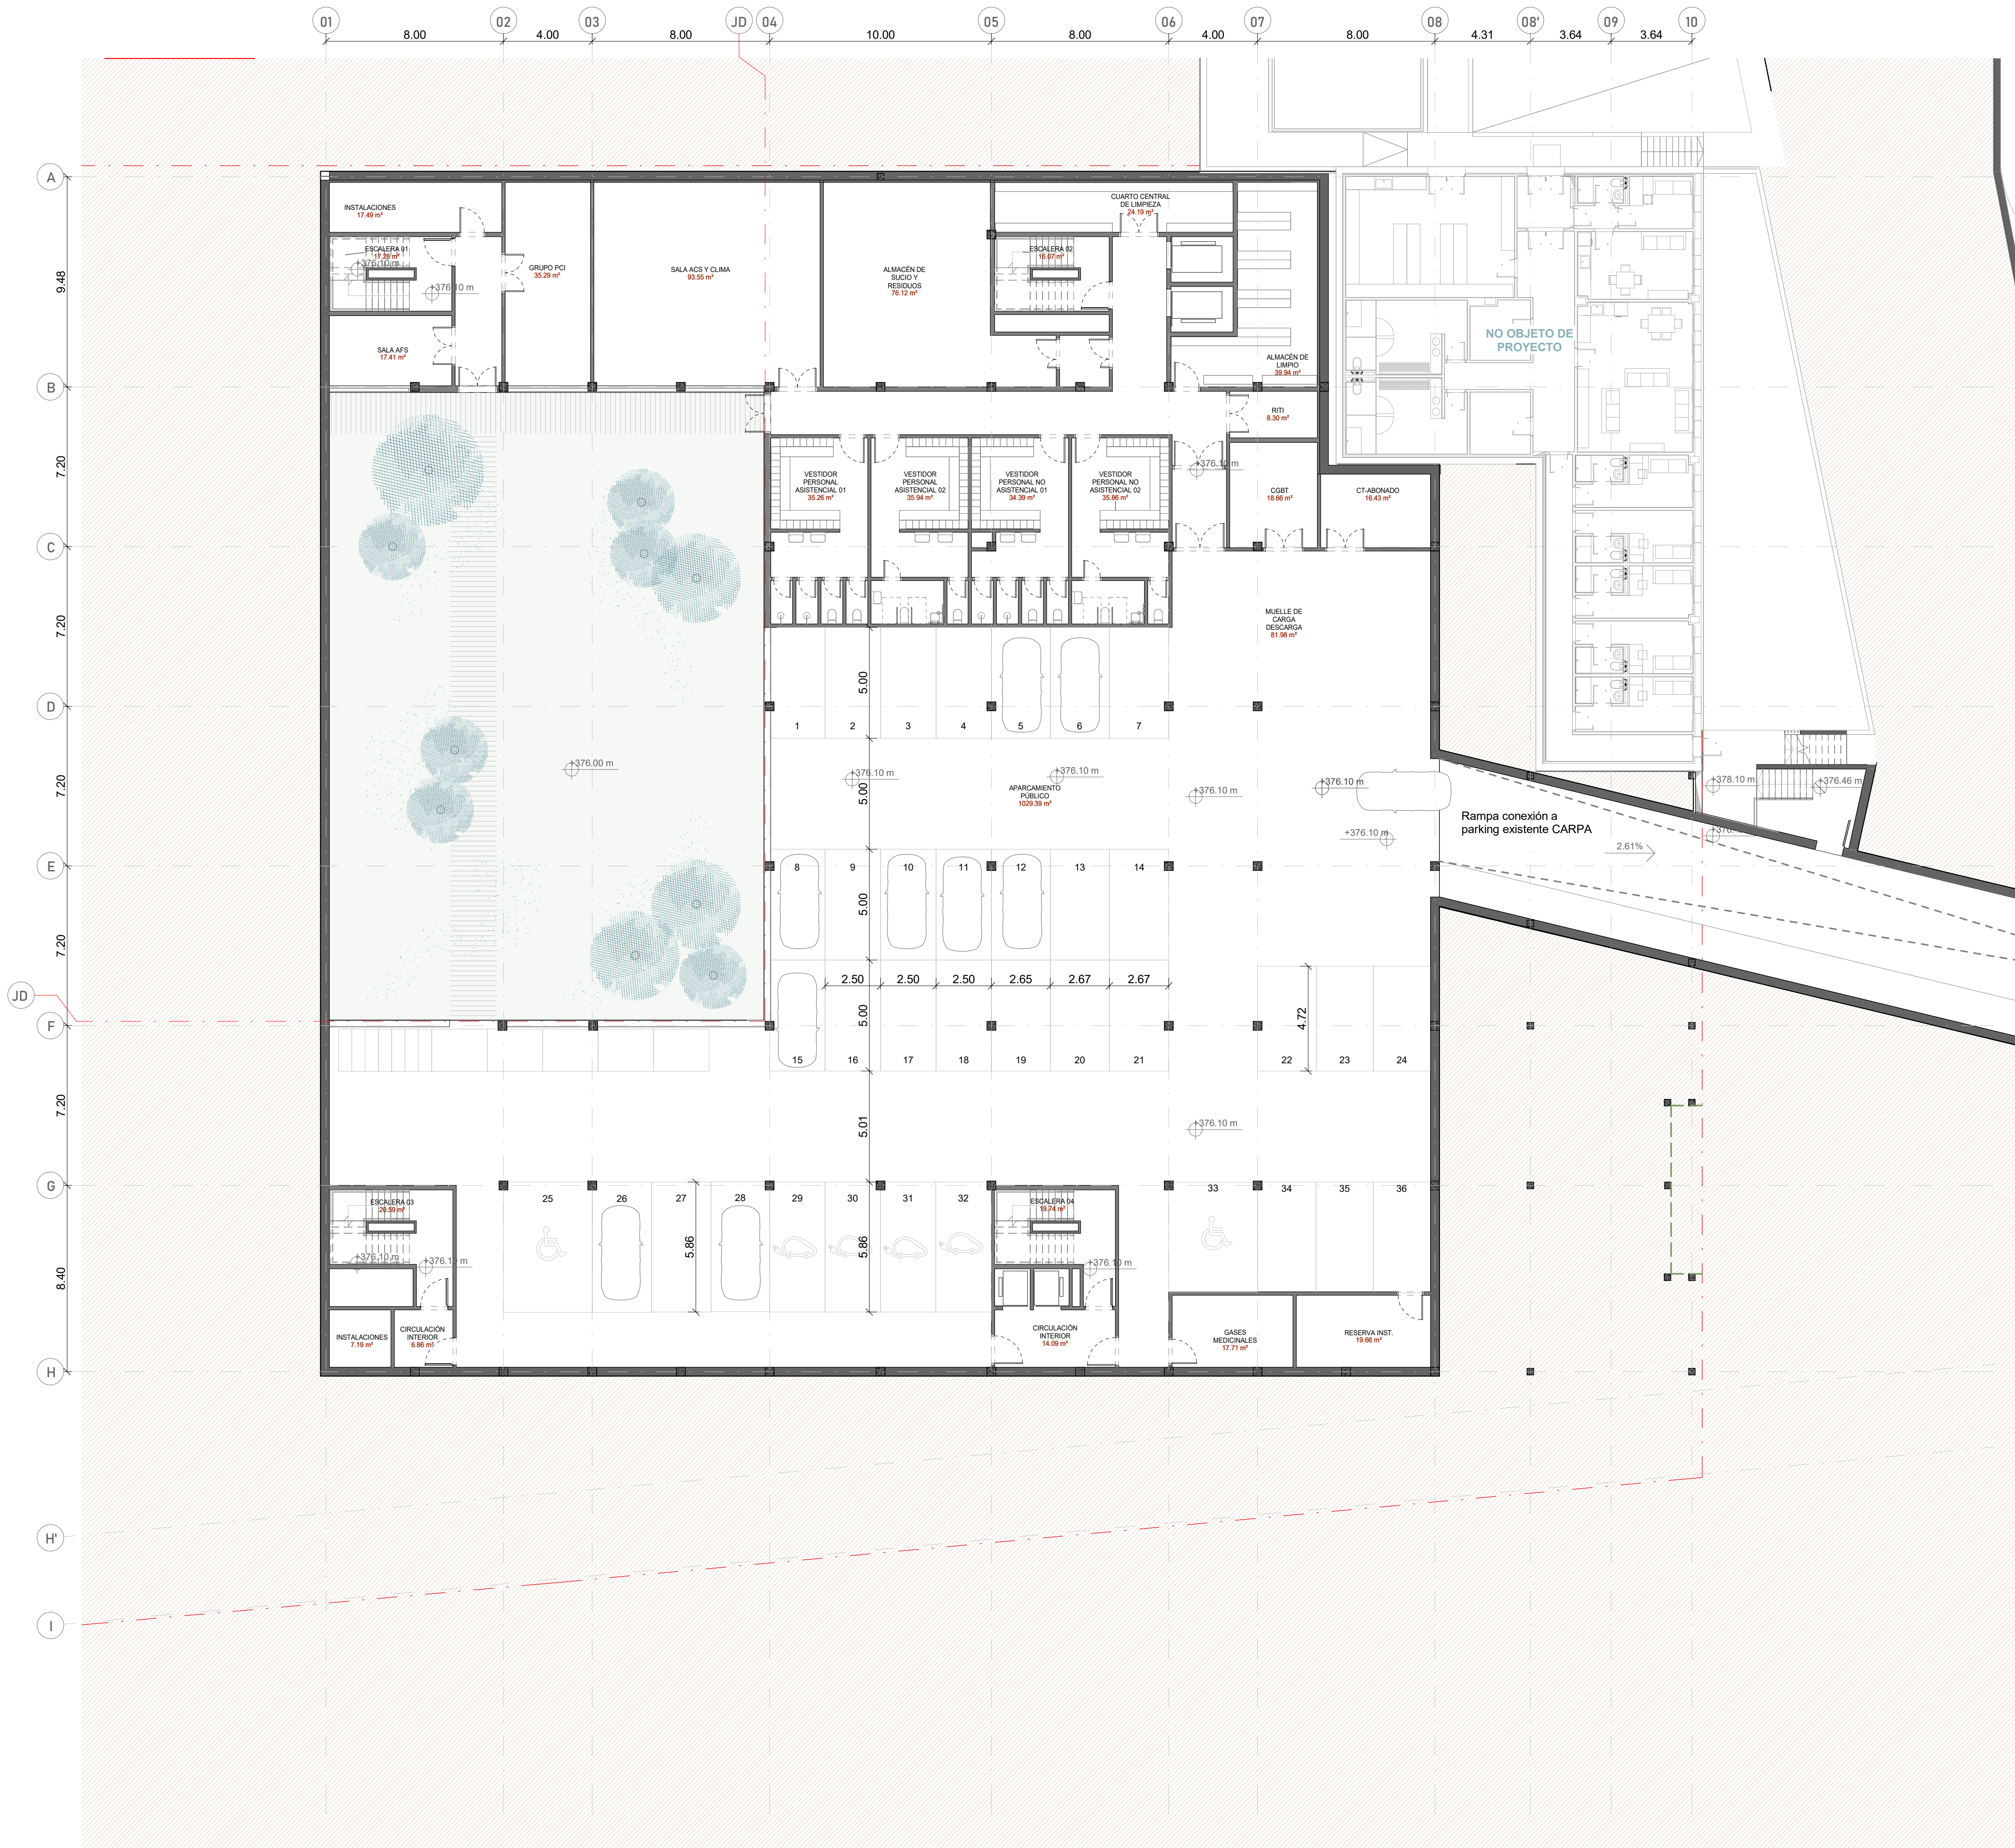 01 02 03 JD 04 05 06 07 08 08' 09 10
8.00 4.00 8.00 10.00 8.00 4.00 8.00 4.31 3.64 3.64
A
INSTALACIONES
17.49 m²
CUARTO CENTRAL
DE LIMPIEZA
24.19 m²
ESCALERA 01
17.28 m²
+376.10 m
+376.10 m
9.48
GRUPO PCI
35.29 m²
SALA ACS Y CLIMA
93.55 m²
ALMACÉN DE
SUCIO Y
RESIDUOS
76.12 m²
ESCALERA 02
16.07 m²
SALA AFS
17.41 m²
ALMACÉN DE
LIMPIO
39.94 m²
NO OBJETO DE
PROYECTO
B
RITI
8.30 m²
7.20
VESTIDOR
PERSONAL
ASISTENCIAL 01
35.26 m²
VESTIDOR
PERSONAL
ASISTENCIAL 02
35.94 m²
VESTIDOR
PERSONAL NO
ASISTENCIAL 01
34.39 m²
VESTIDOR
PERSONAL NO
ASISTENCIAL 02
35.86 m²
+376.10 m
CGBT
18.66 m²
CT-ABONADO
16.43 m²
C
7.20
MUELLE DE
CARGA
DESCARGA
81.98 m²
5.00
D
1 2 3 4 5 6 7
7.20
+376.00 m
+376.10 m
+376.10 m
5.00
APARCAMIENTO
PÚBLICO
1029.39 m²
+376.10 m
+376.10 m
+376.10 m
Rampa conexión a
parking existente CARPA
2.61%
+378.10 m
+376.46 m
E
8 9 10 11 12 13 14
7.20
5.00
2.50 2.50 2.50 2.65 2.67 2.67
JD
F
5.00
4.72
15 16 17 18 19 20 21 22 23 24
7.20
5.01
+376.10 m
G
ESCALERA 03
20.59 m²
+376.10 m
25 26 27 28 29 30 31 32
5.86
5.86
ESCALERA 04
19.74 m²
+376.10 m
33 34 35 36
8.40
INSTALACIONES
7.19 m²
CIRCULACIÓN
INTERIOR
6.86 m²
CIRCULACIÓN
INTERIOR
14.09 m²
GASES
MEDICINALES
17.71 m²
RESERVA INST.
19.66 m²
H
H'
I